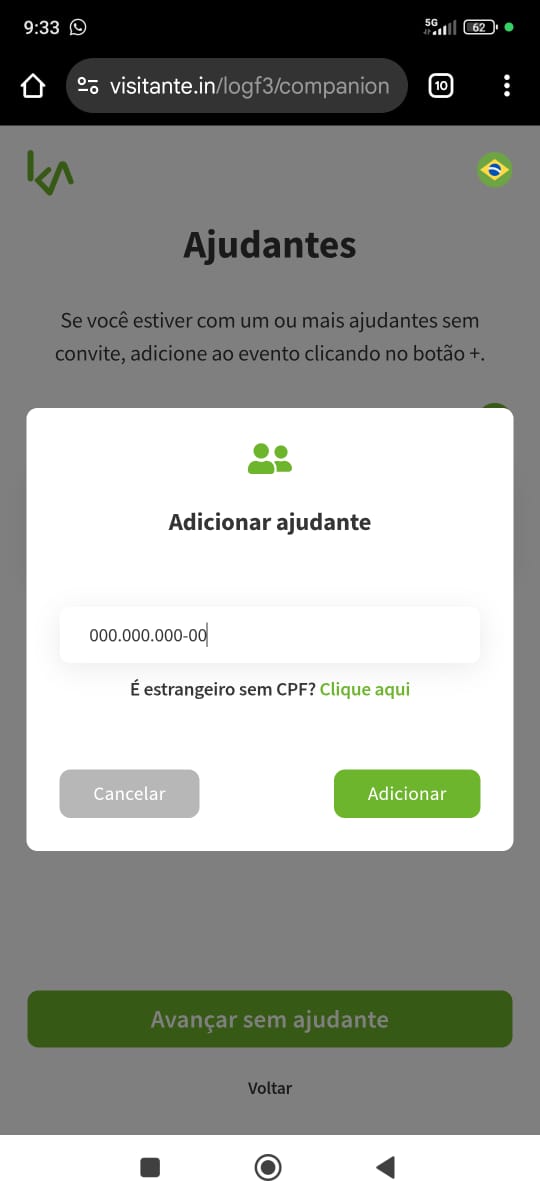 9:33
5G
62
visitante.in/logf3/companion
10
Ajudantes
Se você estiver com um ou mais ajudantes sem
convite, adicione ao evento clicando no botão +.
Adicionar ajudante
000.000.000-00
É estrangeiro sem CPF? Clique aqui
Cancelar
Adicionar
Avançar sem ajudante
Voltar